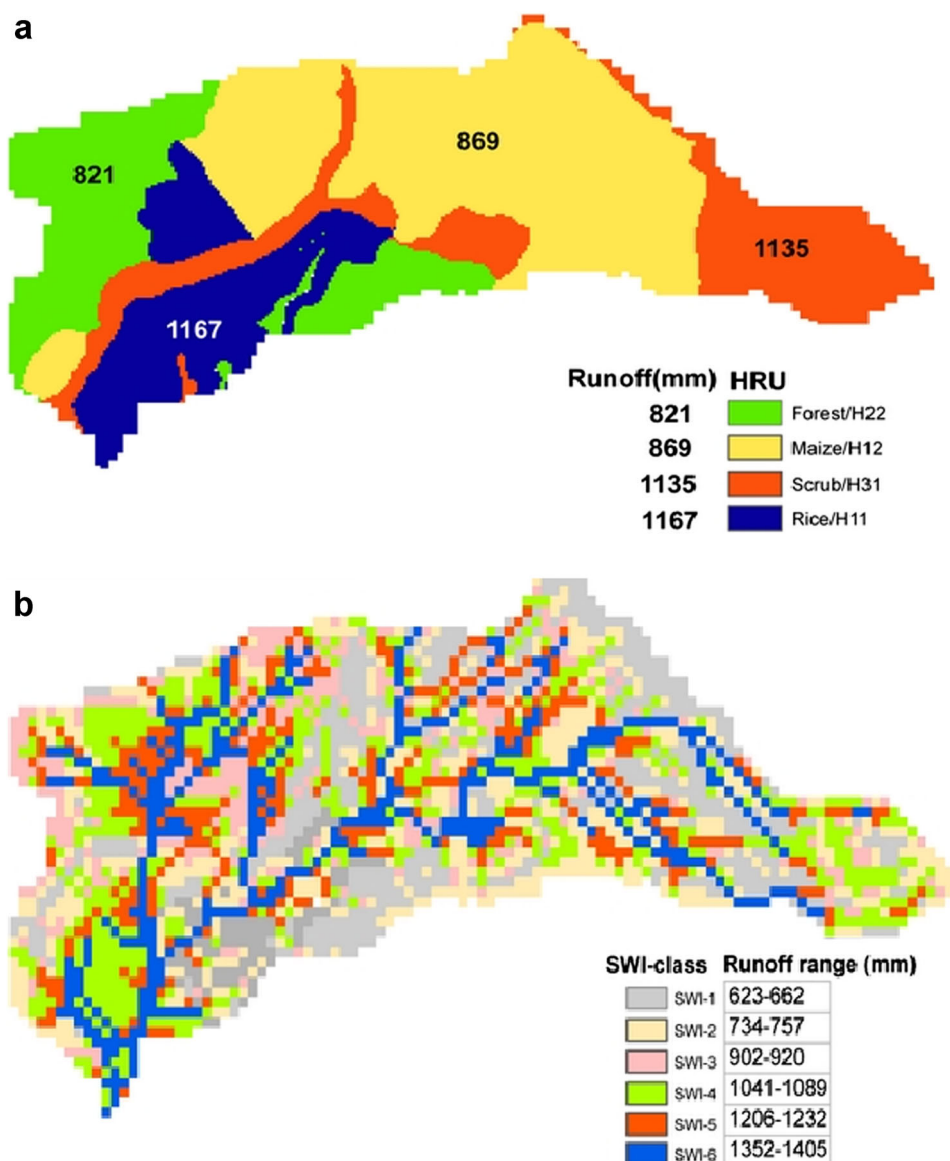 a
869
821
1135
1167
Runoff(mm) HRU
821 Forest/H22
869 Maize/H12
1135 Scrub/H31
1167 Rice/H11
b
SWI-class Runoff range (mm)
SWI-1 623-662
SWI-2 734-757
SWI-3 902-920
SWI-4 1041-1089
SWI-5 1206-1232
SWI-6 1352-1405